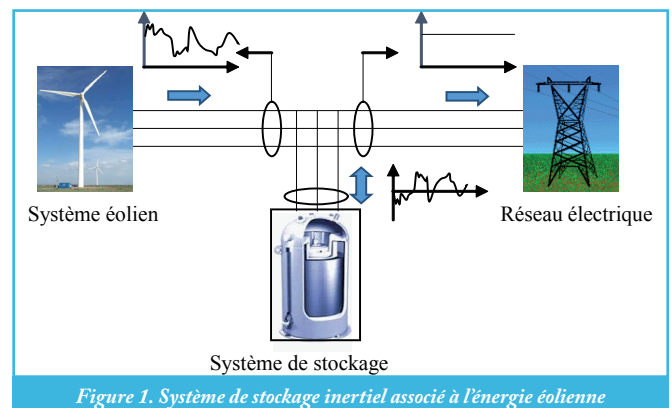 Système éolien
Réseau électrique
Système de stockage
Figure 1. Système de stockage inertiel associé à l'énergie éolienne